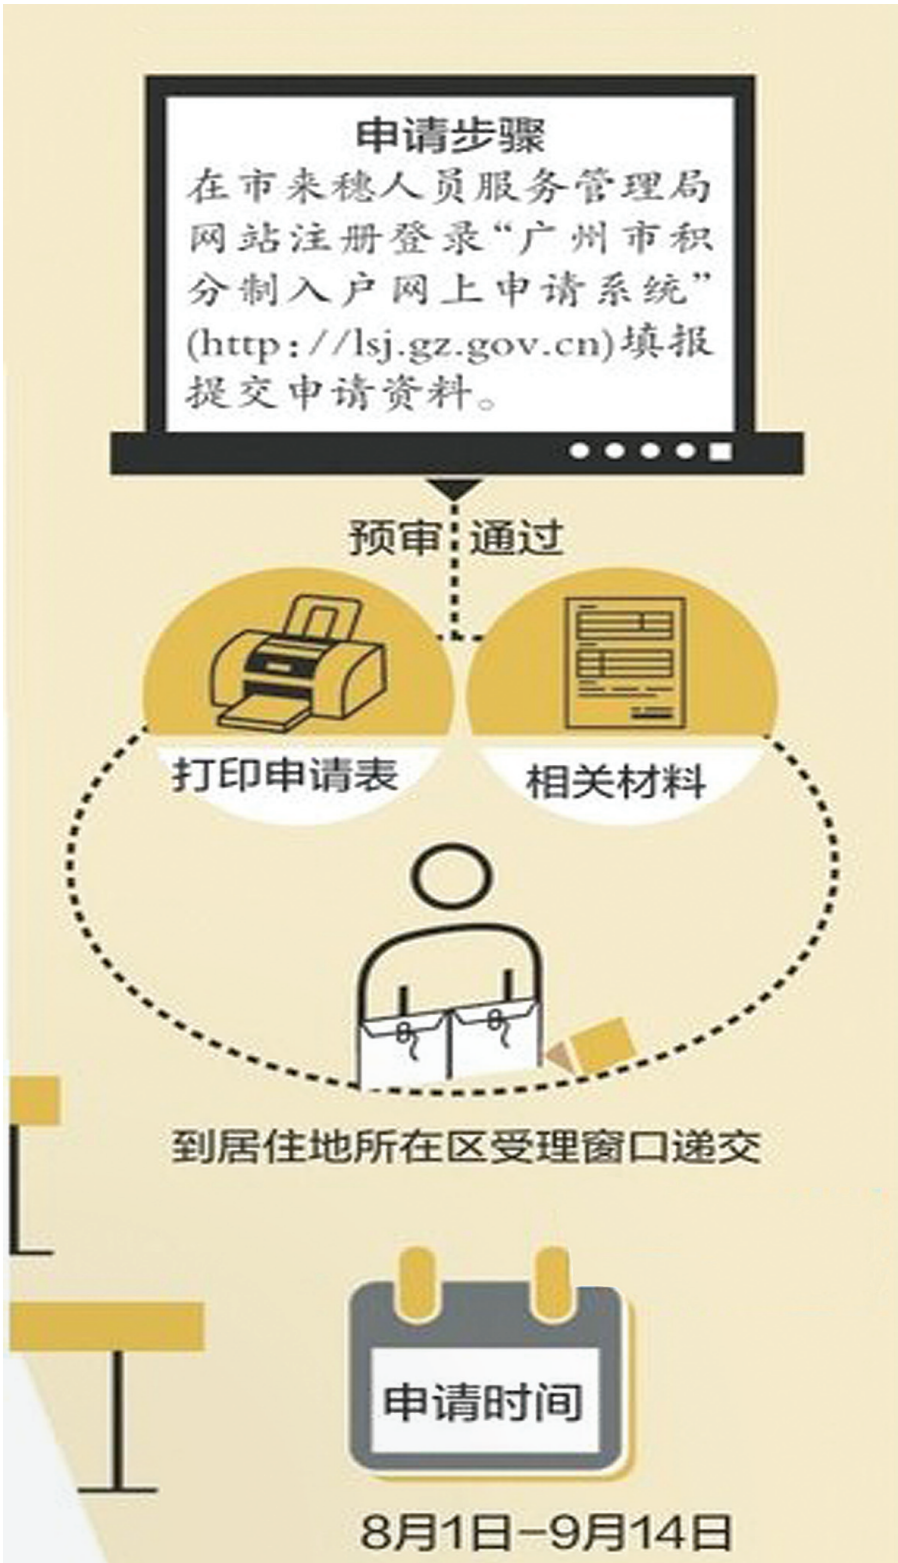 申请步骤
在市来穗人员服务管理局
网站注册登录“广州市积
分制入户网上申请系统”
(http://lsj.gz.gov.cn)填报
提交申请资料。
预审 通过
打印申请表
相关材料
到居住地所在区受理窗口递交
申请时间
8月1日-9月14日